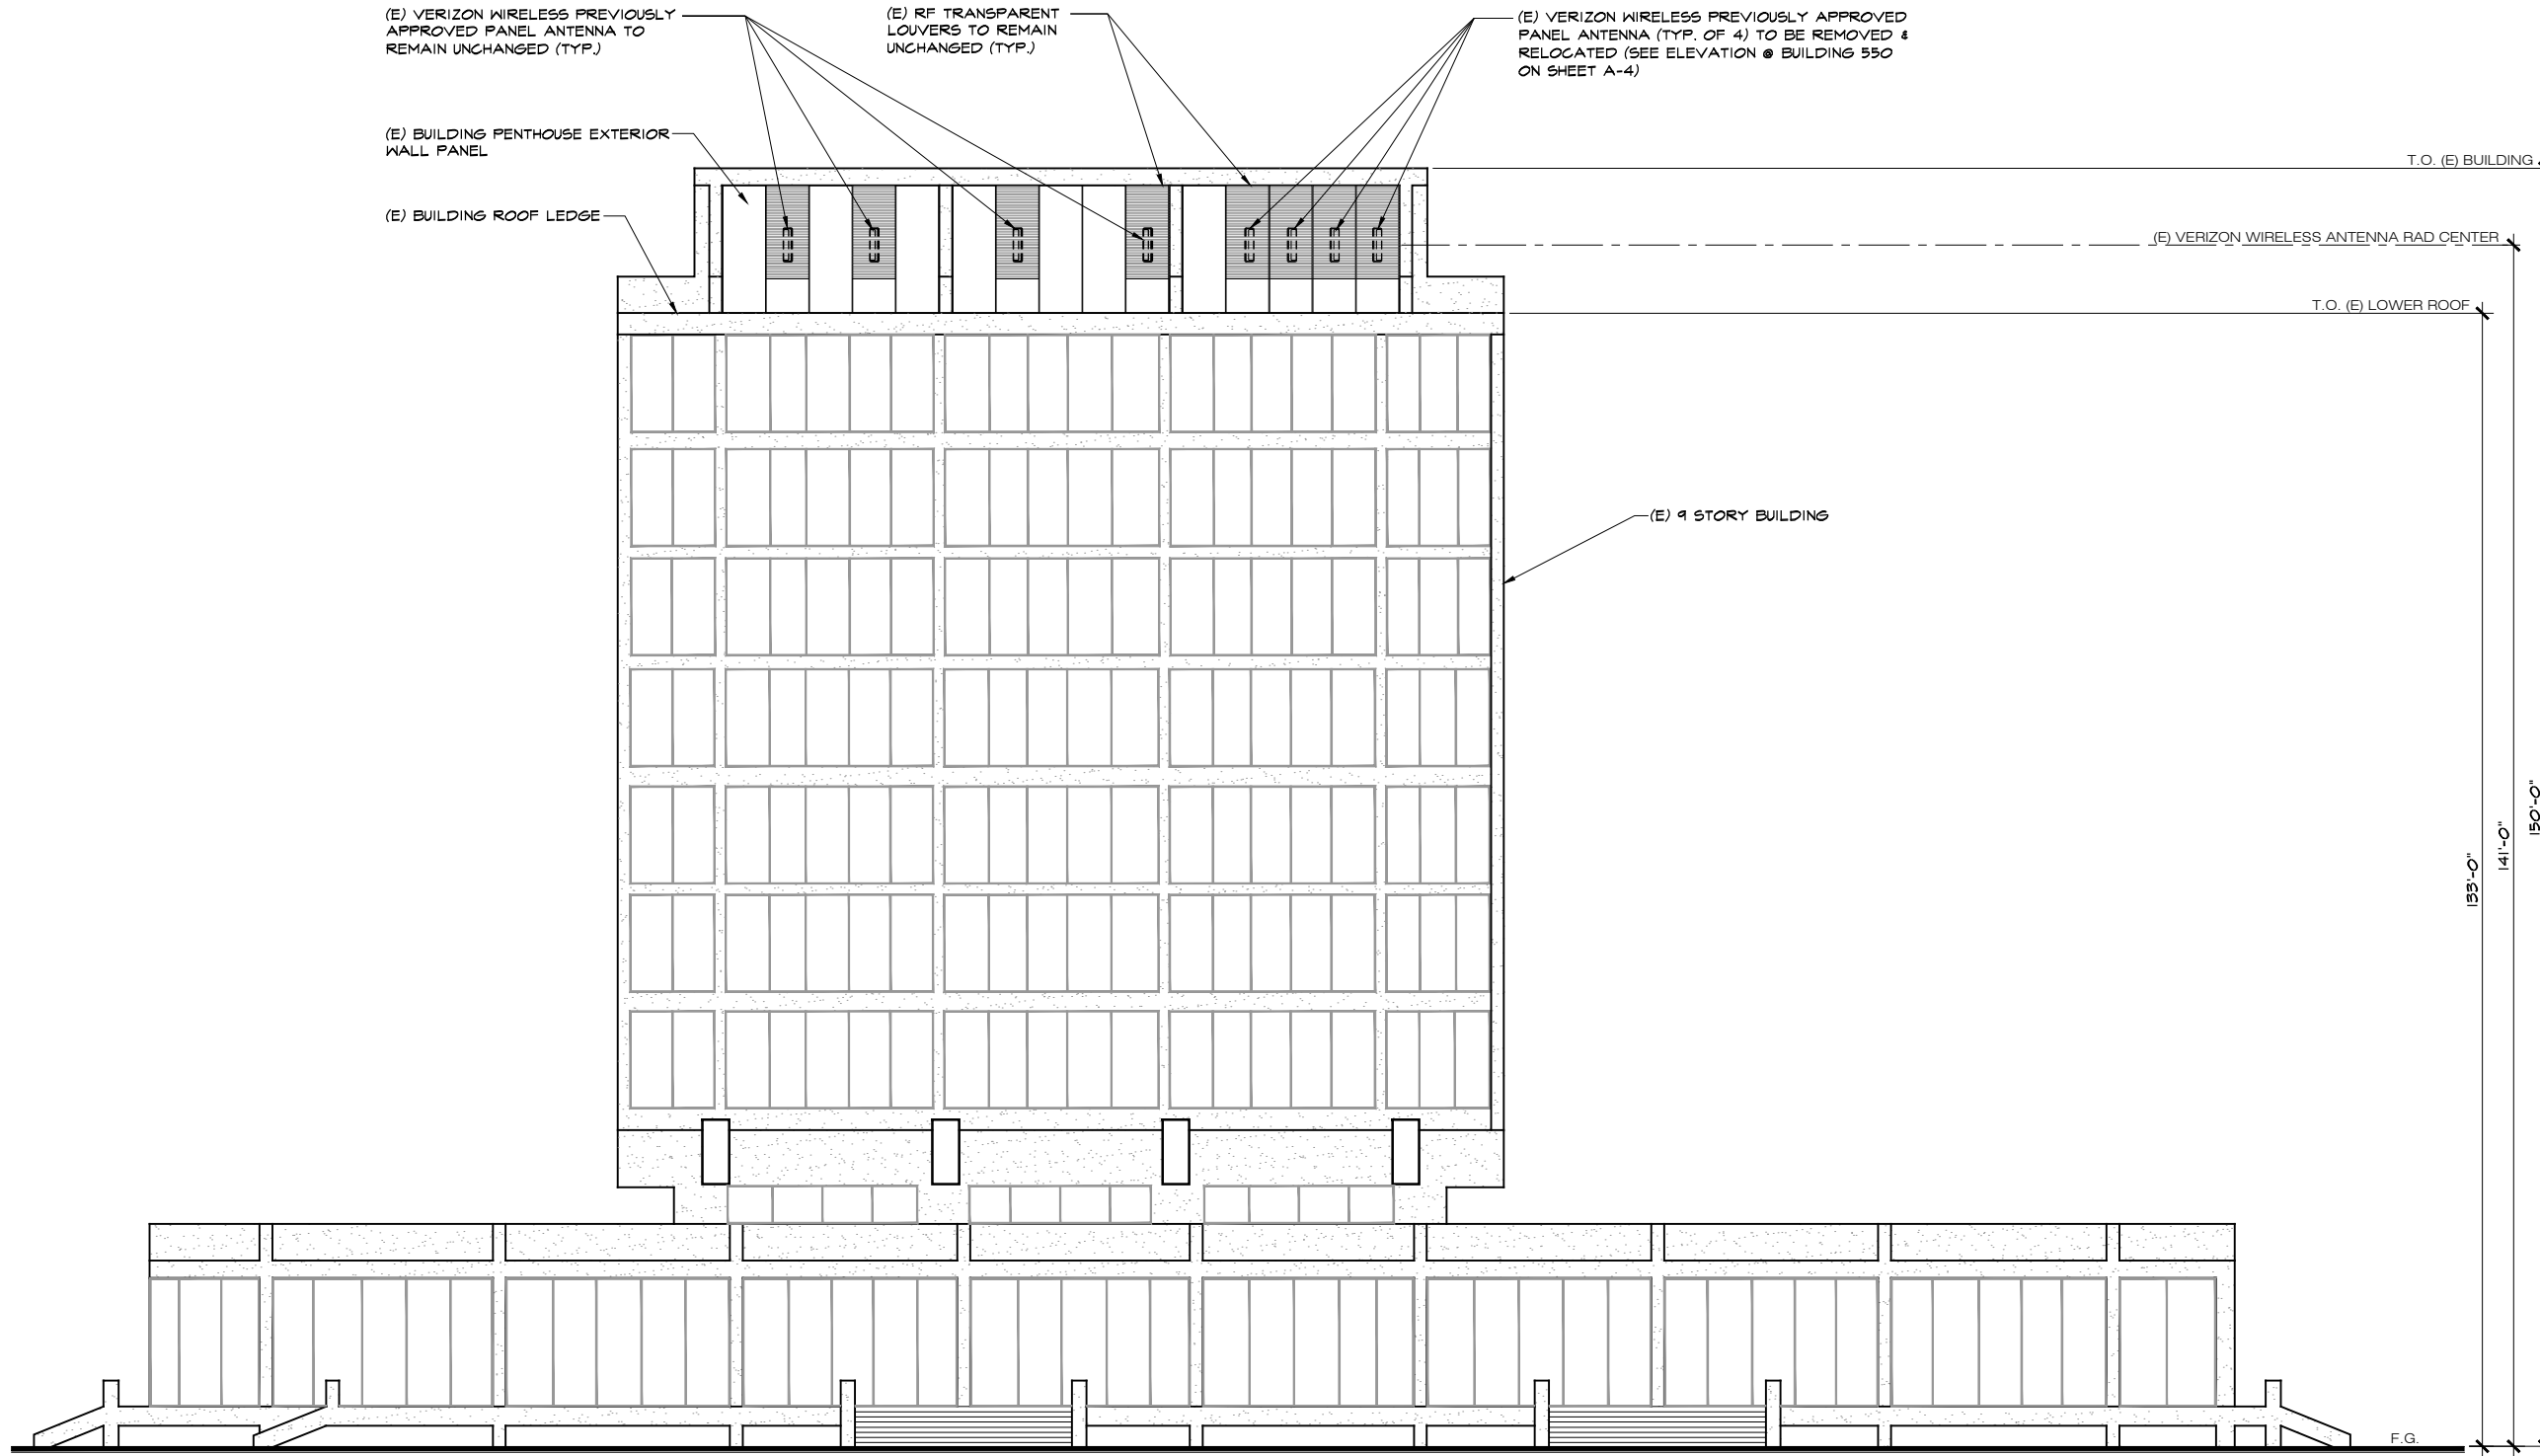 (E) VERIZON WIRELESS PREVIOUSLY
APPROVED PANEL ANTENNA TO
REMAIN UNCHANGED (TYP.)
(E) RF TRANSPARENT
LOUVERS TO REMAIN
UNCHANGED (TYP.)
(E) VERIZON WIRELESS PREVIOUSLY APPROVED
PANEL ANTENNA (TYP. OF 4) TO BE REMOVED &
RELOCATED (SEE ELEVATION @ BUILDING 550
ON SHEET A-4)
(E) BUILDING PENTHOUSE EXTERIOR
WALL PANEL
(E) BUILDING ROOF LEDGE
T.O. (E) BUILDING
(E) VERIZON WIRELESS ANTENNA RAD CENTER
T.O. (E) LOWER ROOF
(E) 9 STORY BUILDING
133'-0"
141'-0"
150'-0"
F.G.